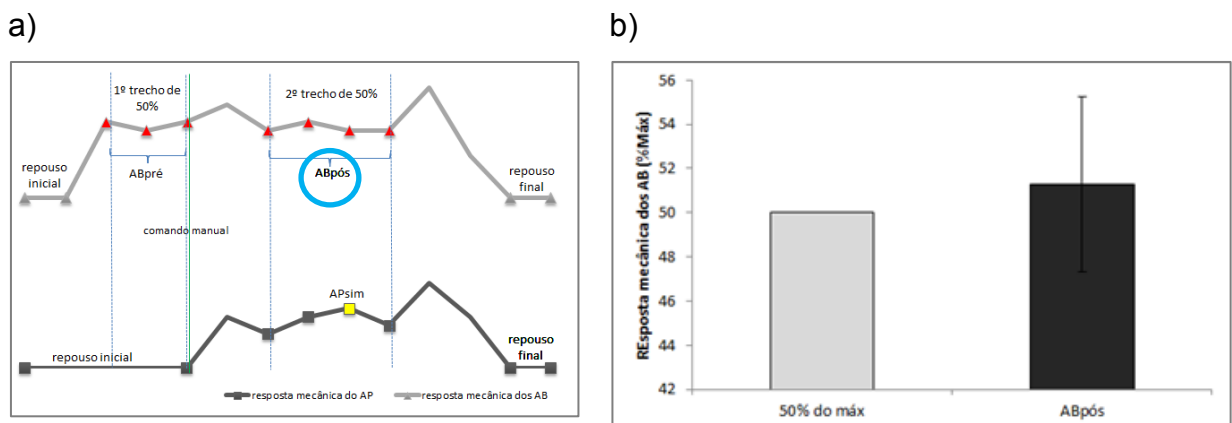 a)
b)
1º trecho de
50%
2º trecho de 50%
repouso
inicial
ABpré
ABpós
repouso
final
comando manual
APsim
repouso inicial
repouso
final
resposta mecânica do AP
resposta mecânica dos AB
REsposta mecânica dos AB (%Máx)
56
54
52
50
48
46
44
42
50% do máx
ABpós